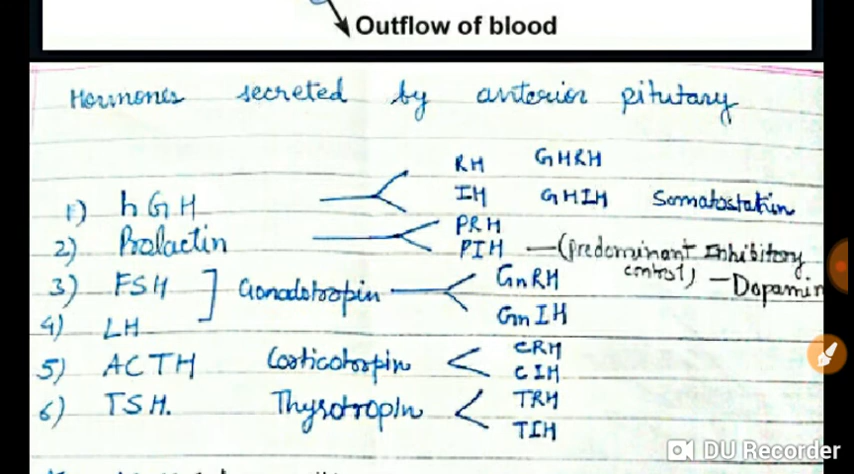 Outflow of blood
Hormones secreted by anterior pitutary
RH GHRH
1) hGH IH GHIH Somatostatin
PRH
2) Prolactin PIH — (predominant Inhibitory
control) — Dopamin
3) FSH ] Gonadotropin GnRH
4) LH GnIH
5) ACTH Corticotropin < CRH
CIH
6) TSH. Thyrotropin < TRH
TIH
DU Recorder